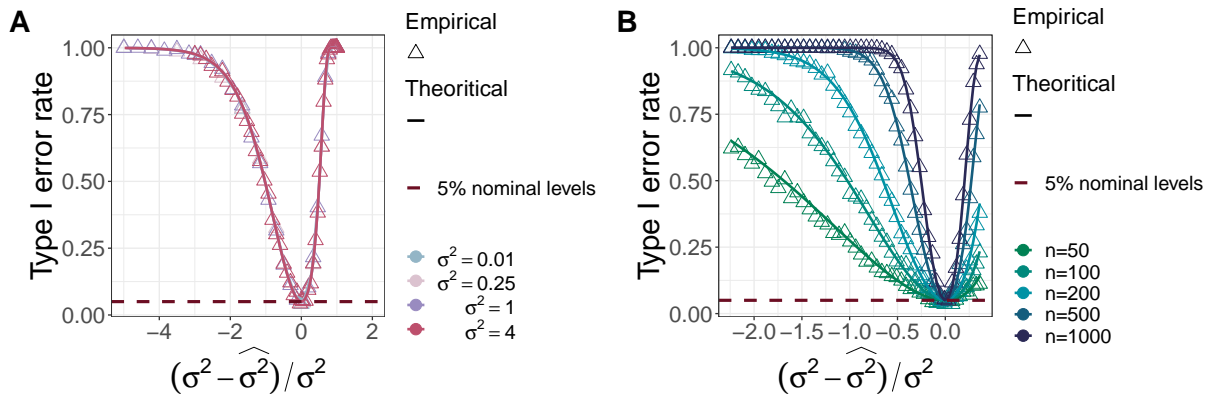 A
Type I error rate
1.00
0.75
0.50
0.25
0.00
−4
−2
0
2
(σ² − σ²̂)/σ²
Empirical
Theoritical
5% nominal levels
σ² = 0.01
σ² = 0.25
σ² = 1
σ² = 4
B
Type I error rate
1.00
0.75
0.50
0.25
0.00
−2.0
−1.5
−1.0
−0.5
0.0
(σ² − σ²̂)/σ²
Empirical
Theoritical
5% nominal levels
n=50
n=100
n=200
n=500
n=1000